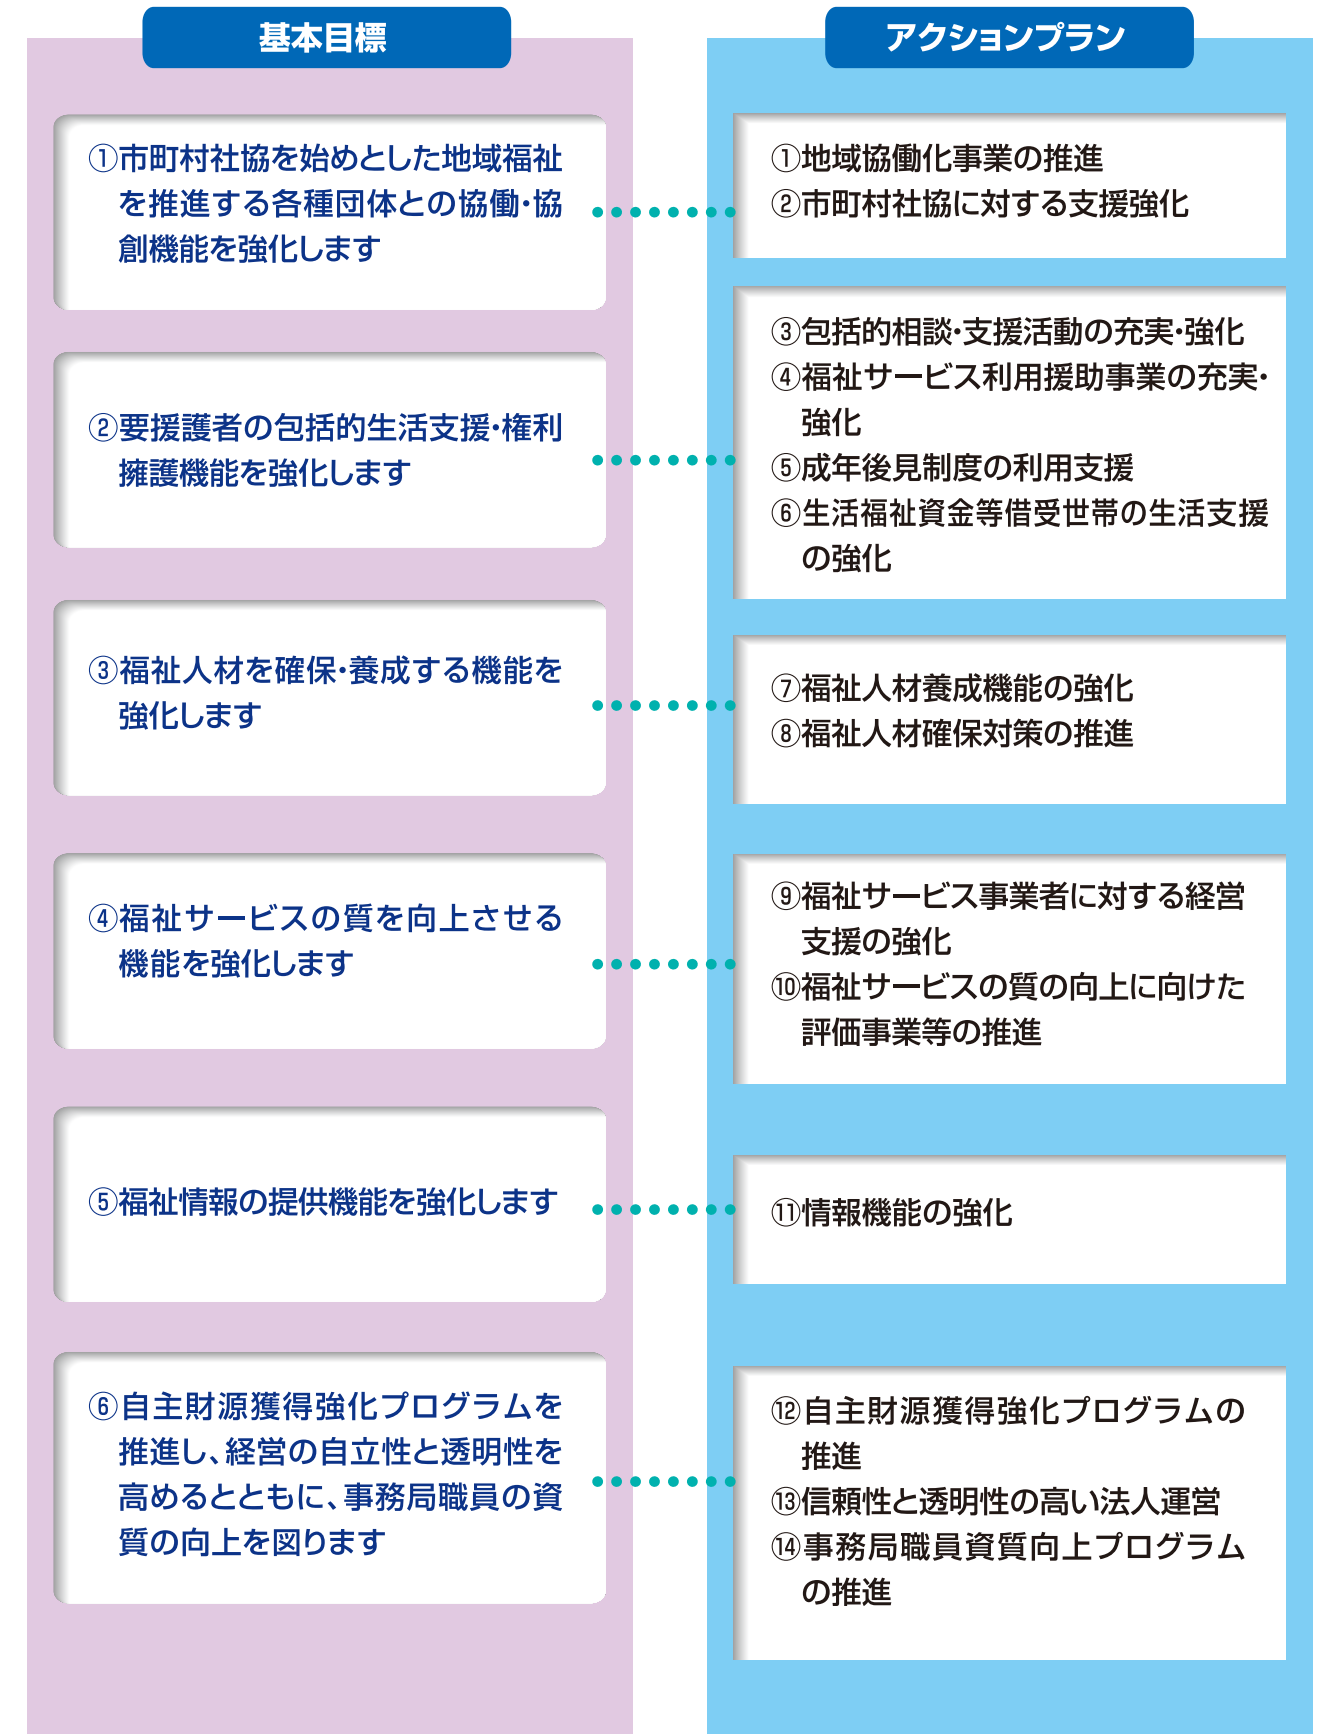 基本目標
①市町村社協を始めとした地域福祉
を推進する各種団体との協働・協
創機能を強化します
②要援護者の包括的生活支援・権利
擁護機能を強化します
③福祉人材を確保・養成する機能を
強化します
④福祉サービスの質を向上させる
機能を強化します
⑤福祉情報の提供機能を強化します
⑥自主財源獲得強化プログラムを
推進し、経営の自立性と透明性を
高めるとともに、事務局職員の資
質の向上を図ります
アクションプラン
①地域協働化事業の推進
②市町村社協に対する支援強化
③包括的相談・支援活動の充実・強化
④福祉サービス利用援助事業の充実・
強化
⑤成年後見制度の利用支援
⑥生活福祉資金等借受世帯の生活支援
の強化
⑦福祉人材養成機能の強化
⑧福祉人材確保対策の推進
⑨福祉サービス事業者に対する経営
支援の強化
⑩福祉サービスの質の向上に向けた
評価事業等の推進
⑪情報機能の強化
⑫自主財源獲得強化プログラムの
推進
⑬信頼性と透明性の高い法人運営
⑭事務局職員資質向上プログラム
の推進